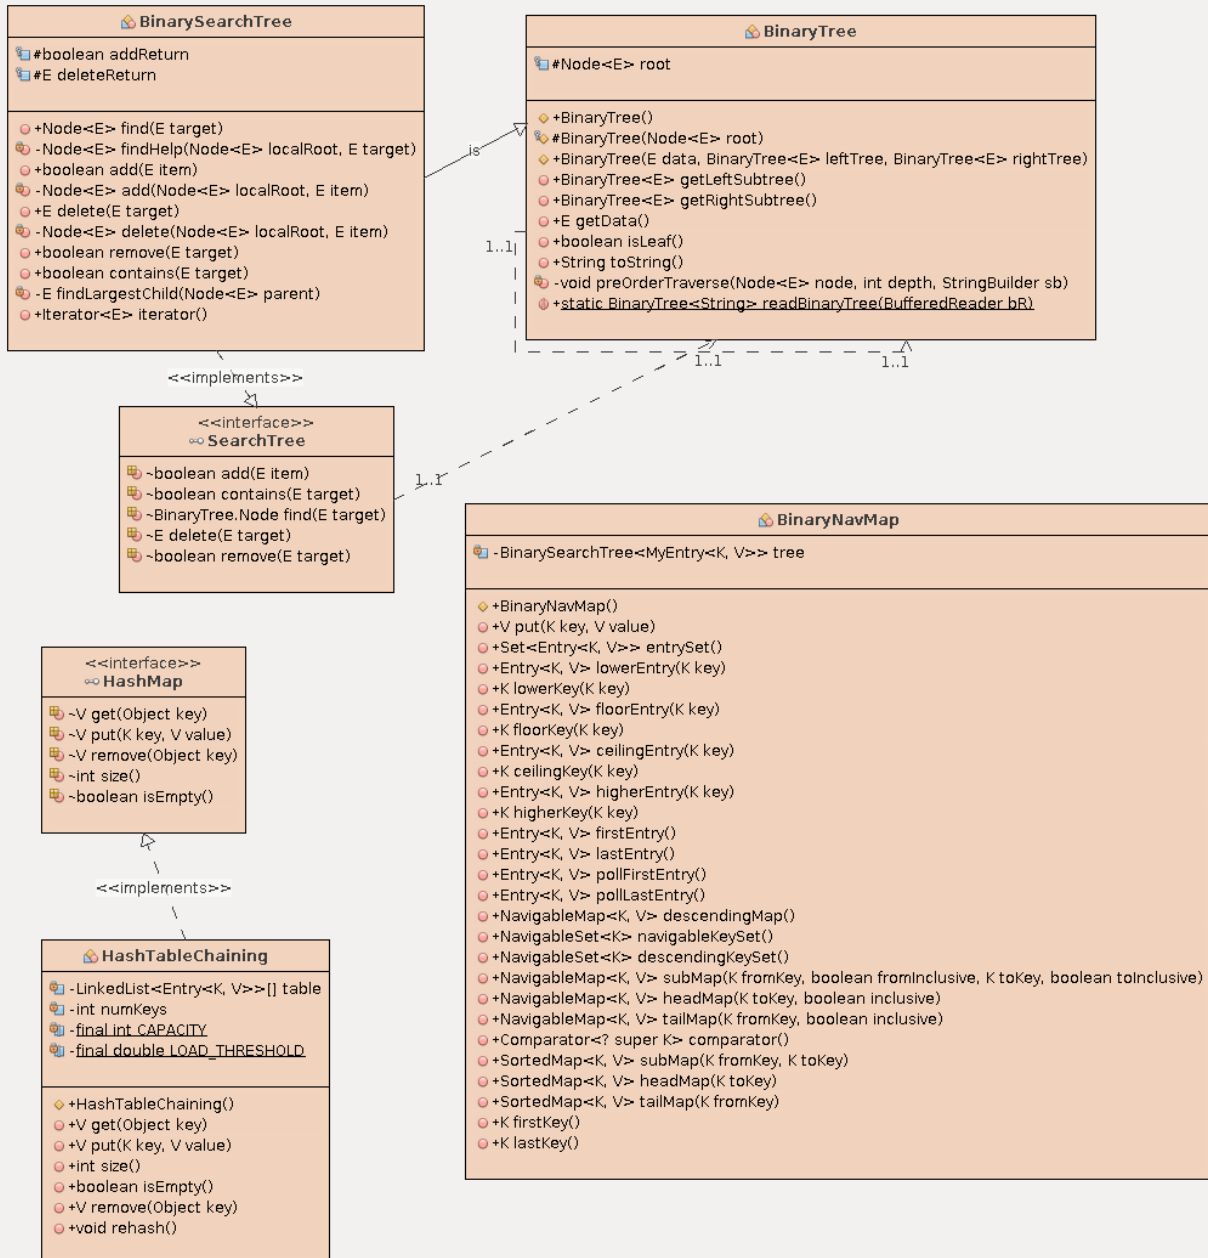 BinarySearchTree
#boolean addReturn
#E deleteReturn
+Node<E> find(E target)
-Node<E> findHelp(Node<E> localRoot, E target)
+boolean add(E item)
-Node<E> add(Node<E> localRoot, E item)
+E delete(E target)
-Node<E> delete(Node<E> localRoot, E item)
+boolean remove(E target)
+boolean contains(E target)
-E findLargestChild(Node<E> parent)
+Iterator<E> iterator()
is
BinaryTree
#Node<E> root
+BinaryTree()
#BinaryTree(Node<E> root)
+BinaryTree(E data, BinaryTree<E> leftTree, BinaryTree<E> rightTree)
+BinaryTree<E> getLeftSubtree()
+BinaryTree<E> getRightSubtree()
+E getData()
+boolean isLeaf()
+String toString()
-void preOrderTraverse(Node<E> node, int depth, StringBuilder sb)
+static BinaryTree<String> readBinaryTree(BufferedReader bR)
1..1
1..1
1..1
<<implements>>
<<interface>>
SearchTree
~boolean add(E item)
~boolean contains(E target)
~BinaryTree.Node find(E target)
~E delete(E target)
~boolean remove(E target)
1..1
BinaryNavMap
-BinarySearchTree<MyEntry<K, V>> tree
+BinaryNavMap()
+V put(K key, V value)
+Set<Entry<K, V>> entrySet()
+Entry<K, V> lowerEntry(K key)
+K lowerKey(K key)
+Entry<K, V> floorEntry(K key)
+K floorKey(K key)
+Entry<K, V> ceilingEntry(K key)
+K ceilingKey(K key)
+Entry<K, V> higherEntry(K key)
+K higherKey(K key)
+Entry<K, V> firstEntry()
+Entry<K, V> lastEntry()
+Entry<K, V> pollFirstEntry()
+Entry<K, V> pollLastEntry()
+NavigableMap<K, V> descendingMap()
+NavigableSet<K> navigableKeySet()
+NavigableSet<K> descendingKeySet()
+NavigableMap<K, V> subMap(K fromKey, boolean fromInclusive, K toKey, boolean toInclusive)
+NavigableMap<K, V> headMap(K toKey, boolean inclusive)
+NavigableMap<K, V> tailMap(K fromKey, boolean inclusive)
+Comparator<? super K> comparator()
+SortedMap<K, V> subMap(K fromKey, K toKey)
+SortedMap<K, V> headMap(K toKey)
+SortedMap<K, V> tailMap(K fromKey)
+K firstKey()
+K lastKey()
<<interface>>
HashMap
~V get(Object key)
~V put(K key, V value)
~V remove(Object key)
~int size()
~boolean isEmpty()
<<implements>>
HashTableChaining
-LinkedList<Entry<K, V>>[] table
-int numKeys
-final int CAPACITY
-final double LOAD_THRESHOLD
+HashTableChaining()
+V get(Object key)
+V put(K key, V value)
+int size()
+boolean isEmpty()
+V remove(Object key)
+void rehash()